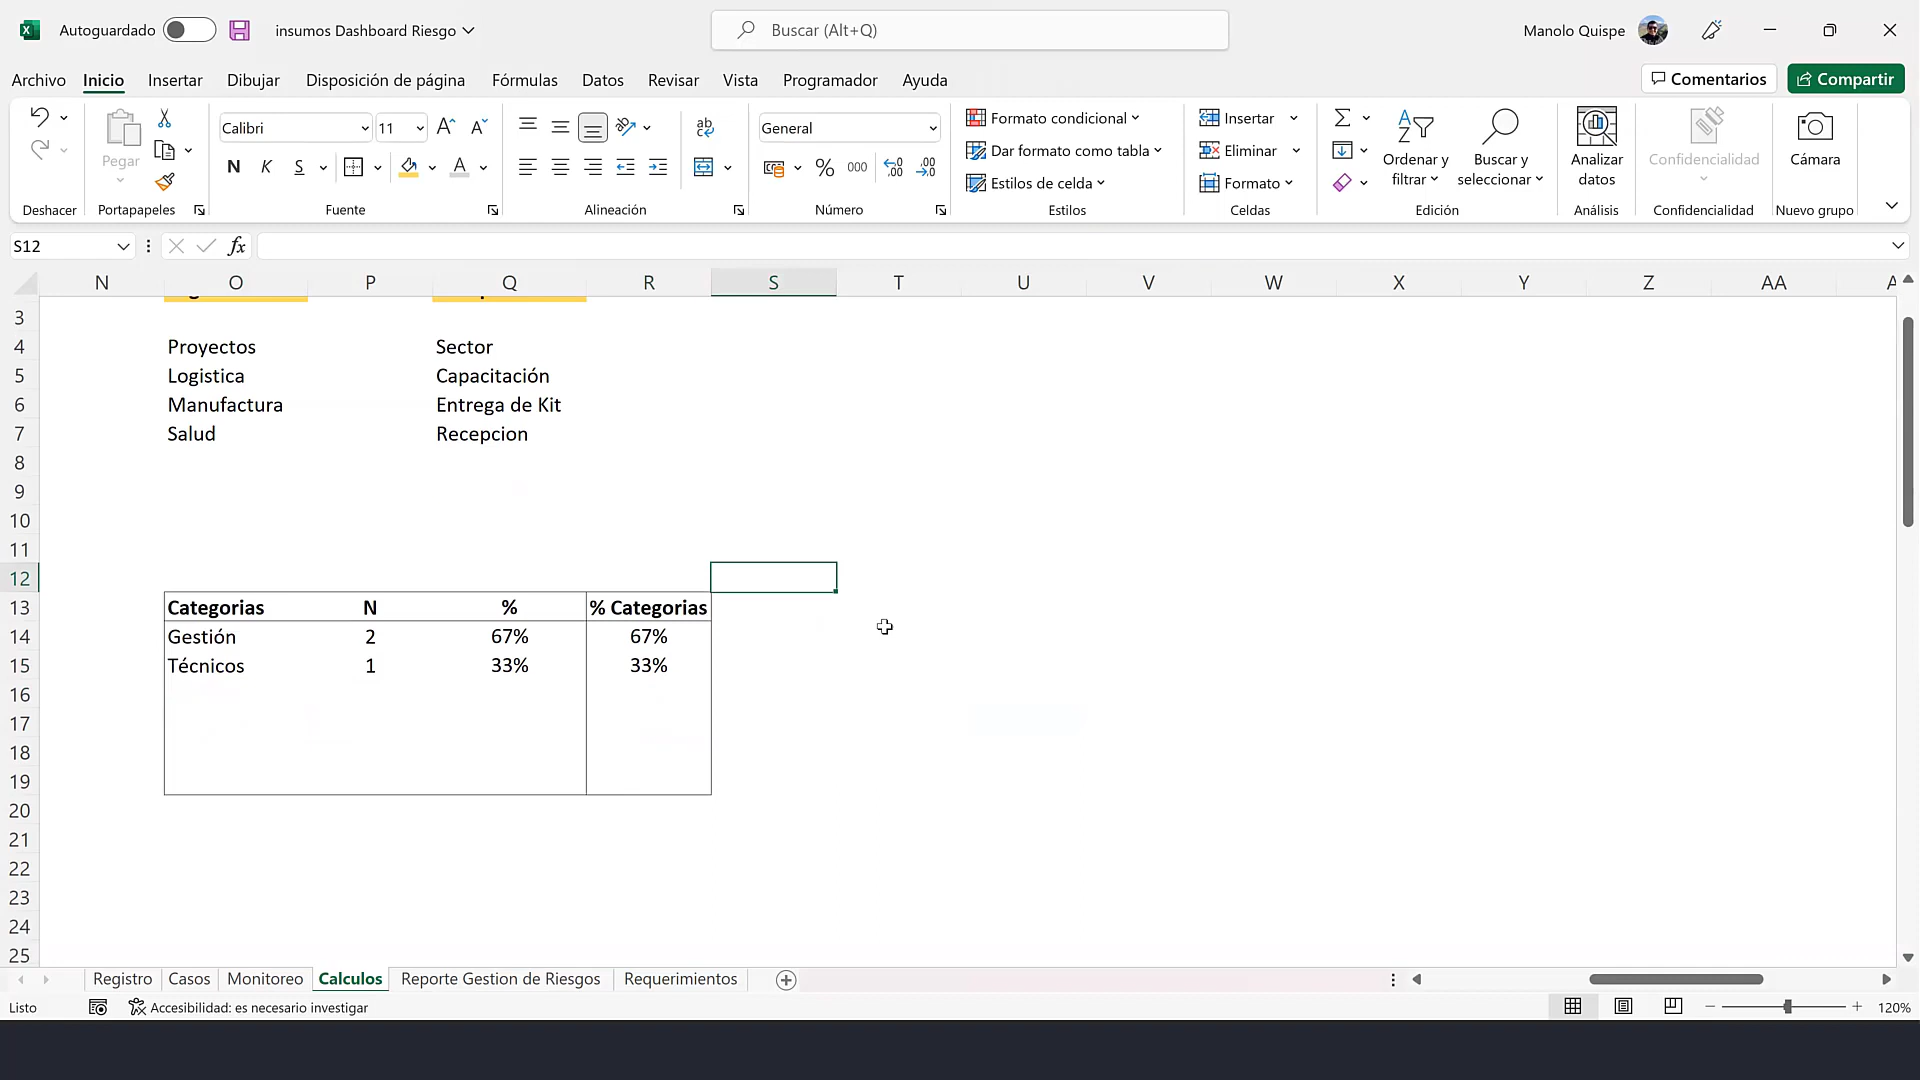 Autoguardado
insumos Dashboard Riesgo
Buscar (Alt+Q)
Manolo Quispe
Archivo Inicio Insertar Dibujar Disposición de página Fórmulas Datos Revisar Vista Programador Ayuda
Comentarios
Compartir
Pegar
Calibri
11
N K S
ab
General
% 000
Formato condicional
Dar formato como tabla
Estilos de celda
Insertar
Eliminar
Formato
Ordenar y
filtrar
Buscar y
seleccionar
Analizar
datos
Confidencialidad
Cámara
Deshacer Portapapeles Fuente Alineación Número Estilos Celdas Edición Análisis Confidencialidad Nuevo grupo
S12
fx
N O P Q R S T U V W X Y Z AA
3
4 Proyectos Sector
5 Logistica Capacitación
6 Manufactura Entrega de Kit
7 Salud Recepcion
8
9
10
11
12
13 Categorias N % % Categorias
14 Gestión 2 67% 67%
15 Técnicos 1 33% 33%
16
17
18
19
20
21
22
23
24
25
Registro Casos Monitoreo Calculos Reporte Gestion de Riesgos Requerimientos
Listo
Accesibilidad: es necesario investigar
120%